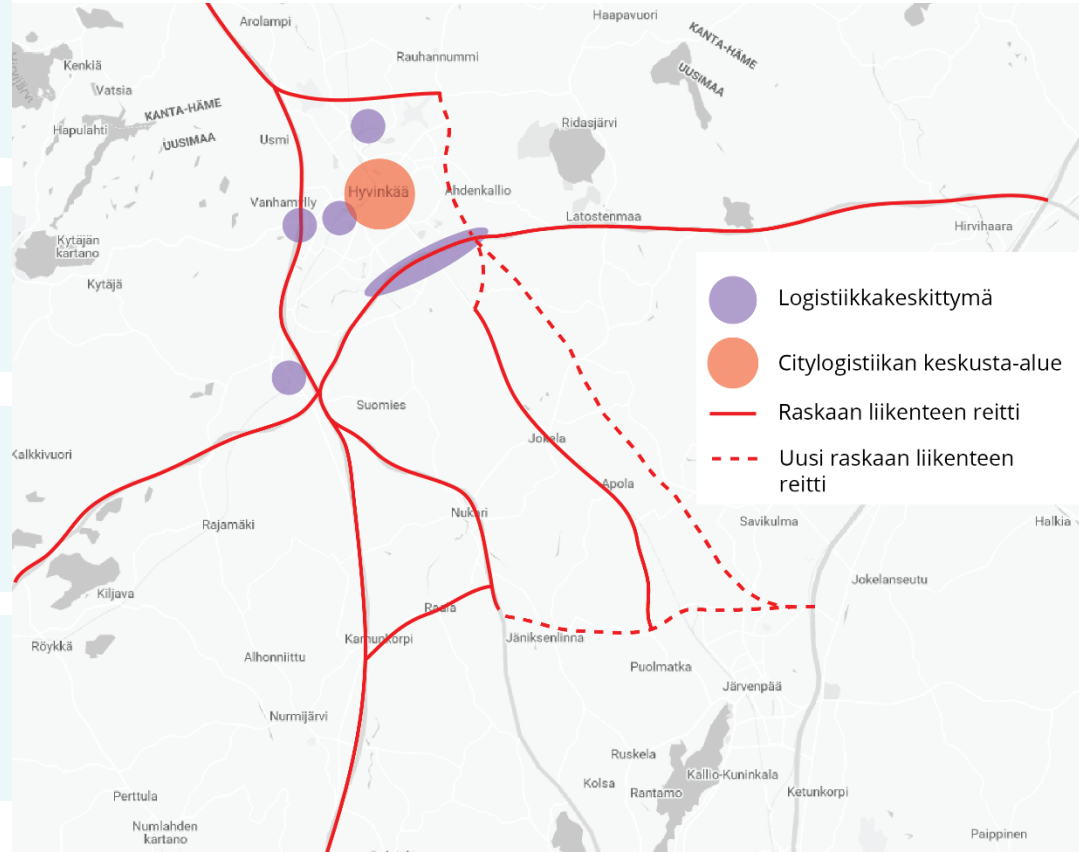 Arolampi
Haapavuori
KANTA-HÄME
UUSIMAA
Rauhannummi
Kenkiä
Vatsia
KANTA-HÄME
UUSIMAA
Hapulahti
Usmi
Ridasjärvi
Hyvinkää
Ahdenkallio
Vanhamylly
Latostenmaa
Hirvihaara
Kytäjän
kartano
Kytäjä
Logistiikkakeskittymä
Citylogistiikan keskusta-alue
Raskaan liikenteen reitti
Uusi raskaan liikenteen
reitti
Suomies
Jokela
Kalkkivuori
Apola
Rajamäki
Nukari
Savikulma
Halkia
Jokelanseutu
Kiljava
Raala
Röykkä
Karhunkorpi
Jäniksenlinna
Alhonniittu
Puolmatka
Järvenpää
Nurmijärvi
Ruskela
Kallio-Kuninkala
Kolsa
Rantamo
Ketunkorpi
Perttula
Numlahden
kartano
Paippinen